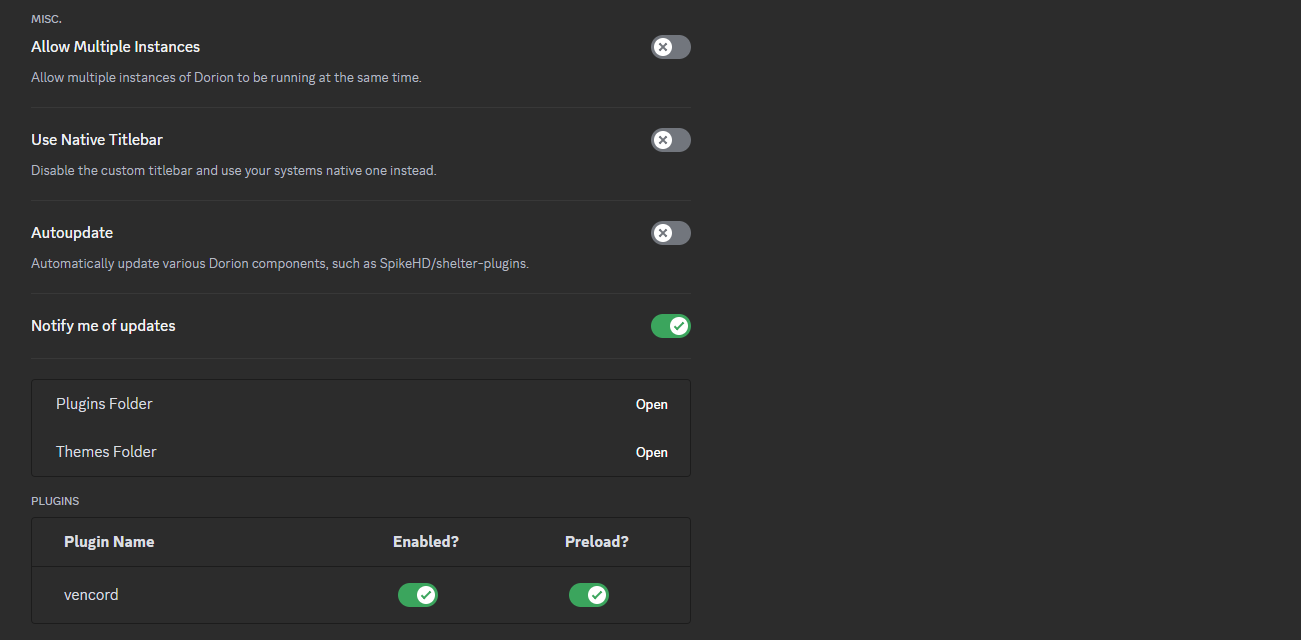 MISC.
Allow Multiple Instances
Allow multiple instances of Dorion to be running at the same time.
Use Native Titlebar
Disable the custom titlebar and use your systems native one instead.
Autoupdate
Automatically update various Dorion components, such as SpikeHD/shelter-plugins.
Notify me of updates
Plugins Folder Open
Themes Folder Open
PLUGINS
Plugin Name Enabled? Preload?
vencord